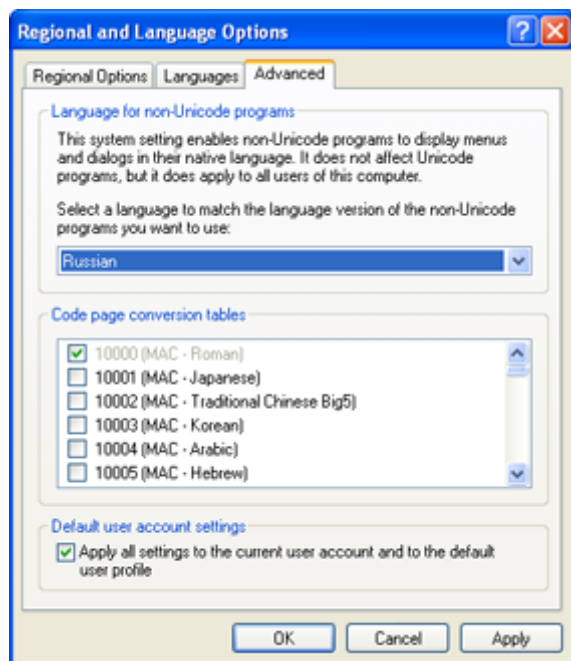 Regional and Language Options
Regional Options
Languages
Advanced
Language for non-Unicode programs
This system setting enables non-Unicode programs to display menus
and dialogs in their native language. It does not affect Unicode
programs, but it does apply to all users of this computer.
Select a language to match the language version of the non-Unicode
programs you want to use:
Russian
Code page conversion tables
10000 (MAC - Roman)
10001 (MAC - Japanese)
10002 (MAC - Traditional Chinese Big5)
10003 (MAC - Korean)
10004 (MAC - Arabic)
10005 (MAC - Hebrew)
Default user account settings
Apply all settings to the current user account and to the default
user profile
OK
Cancel
Apply